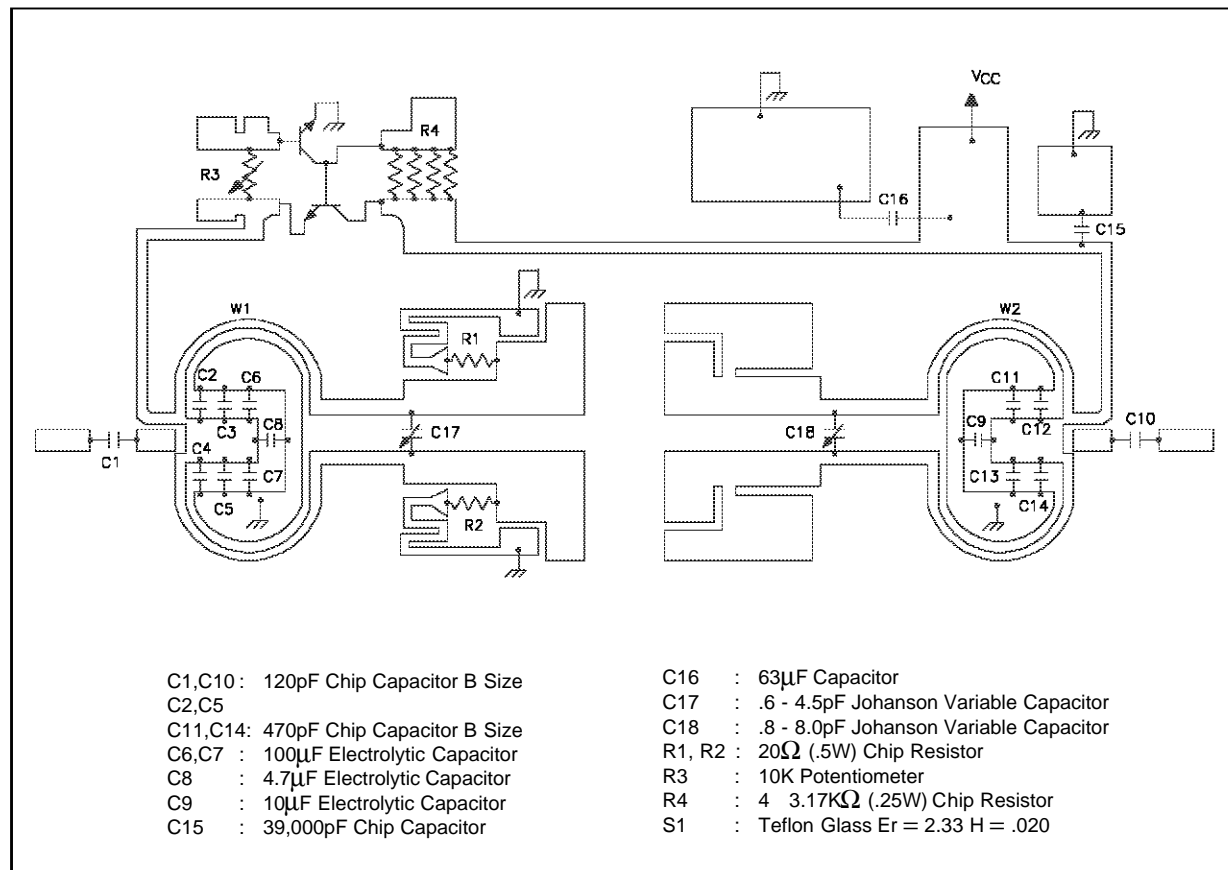 VCC
R4
R3
C16
C15
W1
W2
R1
C2 C6
C11
C3
C8
C9
C12
C17
C18
C4
C10
C1
C7
C13
C5
C14
R2
C1,C10 : 120pF Chip Capacitor B Size
C2,C5
C11,C14: 470pF Chip Capacitor B Size
C6,C7 : 100µF Electrolytic Capacitor
C8 : 4.7µF Electrolytic Capacitor
C9 : 10µF Electrolytic Capacitor
C15 : 39,000pF Chip Capacitor
C16 : 63µF Capacitor
C17 : .6 - 4.5pF Johanson Variable Capacitor
C18 : .8 - 8.0pF Johanson Variable Capacitor
R1, R2 : 20Ω (.5W) Chip Resistor
R3 : 10K Potentiometer
R4 : 4 3.17KΩ (.25W) Chip Resistor
S1 : Teflon Glass Er = 2.33 H = .020